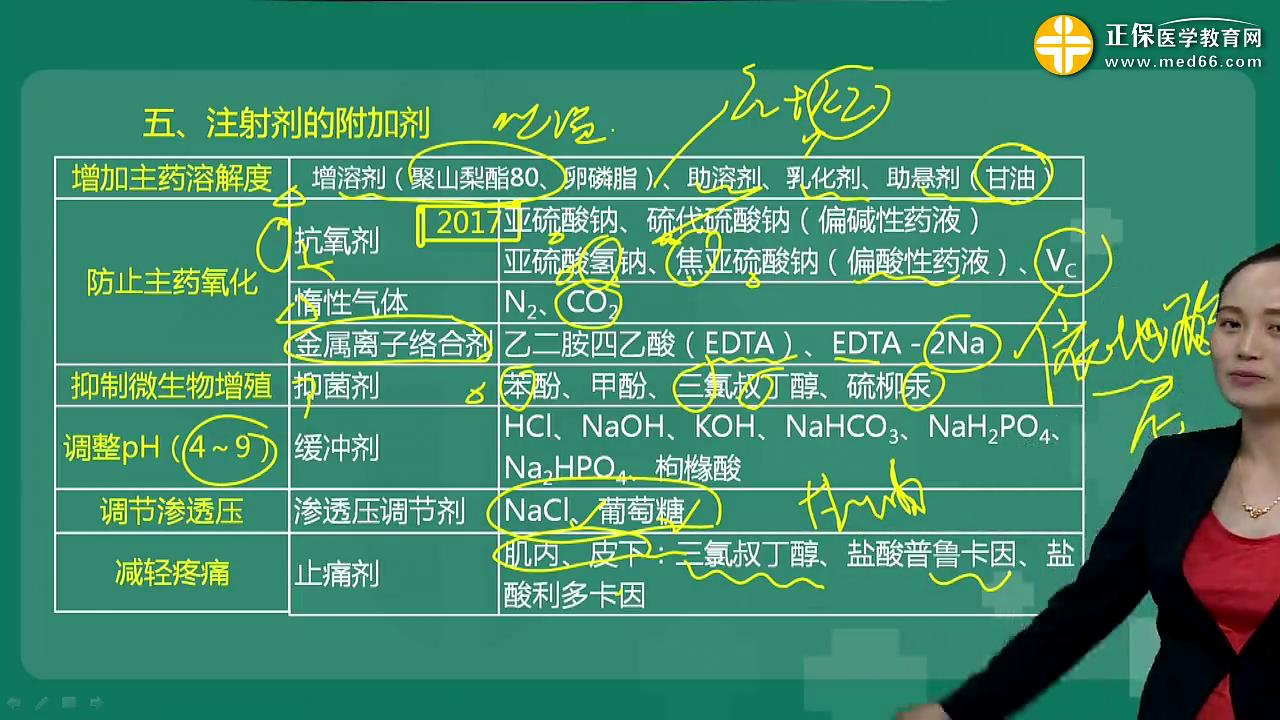 正保医学教育网
www.med66.com
五、注射剂的附加剂 吐温
增加主药溶解度 增溶剂（聚山梨酯80、卵磷脂）、助溶剂、乳化剂、助悬剂（甘油）
防止主药氧化 抗氧剂 2017 亚硫酸钠、硫代硫酸钠（偏碱性药液）
亚硫酸氢钠、焦亚硫酸钠（偏酸性药液）、VC
惰性气体 N2、CO2
金属离子络合剂 乙二胺四乙酸（EDTA）、EDTA－2Na
抑制微生物增殖 抑菌剂 苯酚、甲酚、三氯叔丁醇、硫柳汞
调整pH（4～9） 缓冲剂 HCl、NaOH、KOH、NaHCO3、NaH2PO4、
Na2HPO4、枸橼酸
调节渗透压 渗透压调节剂 NaCl、葡萄糖 甘油
减轻疼痛 止痛剂 肌内、皮下：三氯叔丁醇、盐酸普鲁卡因、盐
酸利多卡因